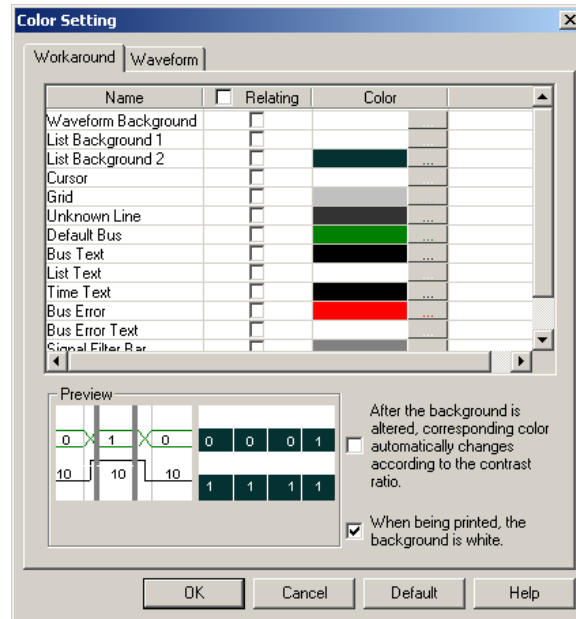 Color Setting
Workaround Waveform
Name Relating Color
Waveform Background ...
List Background 1 ...
List Background 2 ...
Cursor ...
Grid ...
Unknown Line ...
Default Bus ...
Bus Text ...
List Text ...
Time Text ...
Bus Error ...
Bus Error Text ...
Signal Filter Bar
Preview
0 1 0
10 10 10
0 0 0 1
1 1 1 1
After the background is
altered, corresponding color
automatically changes
according to the contrast
ratio.
When being printed, the
background is white.
OK Cancel Default Help